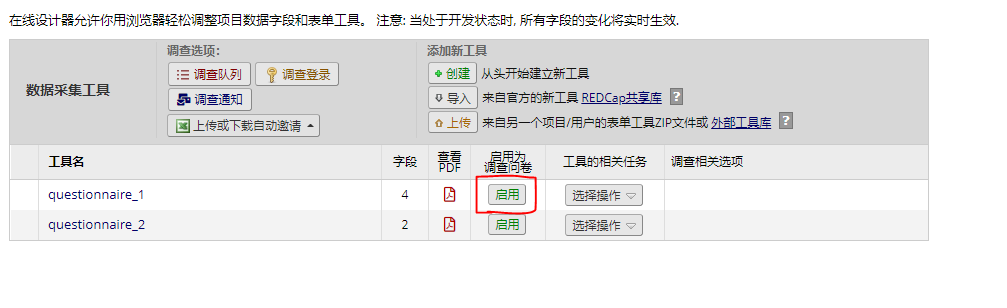 在线设计器允许你用浏览器轻松调整项目数据字段和表单工具。 注意: 当处于开发状态时, 所有字段的变化将实时生效.
数据采集工具
调查选项:
调查队列 调查登录
调查通知
上传或下载自动邀请
添加新工具
创建 从头开始建立新工具
导入 来自官方的新工具 REDCap共享库 ?
上传 来自另一个项目/用户的表单工具ZIP文件或 外部工具库 ?
工具名 字段 查看PDF 启用为调查问卷 工具的相关任务 调查相关选项
questionnaire_1 4 启用 选择操作
questionnaire_2 2 启用 选择操作